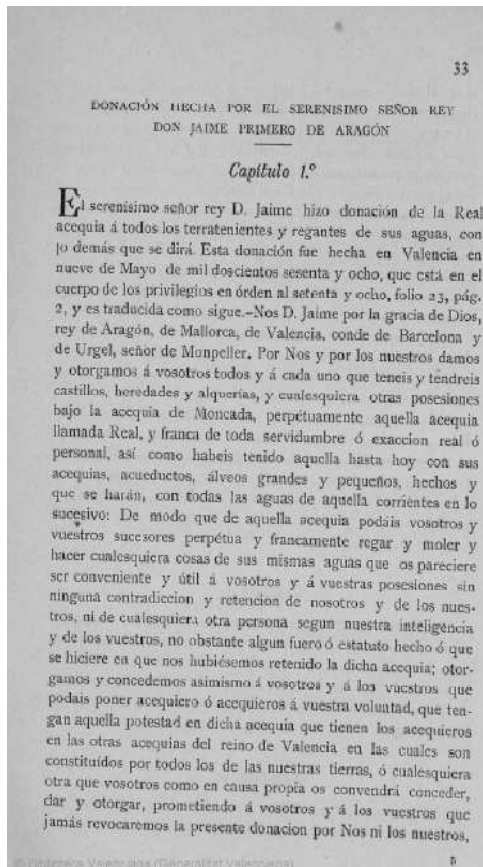 33
DONACIÓN HECHA POR EL SERENISIMO SEÑOR REY
DON JAIME PRIMERO DE ARAGÓN
Capítulo 1.º
El serenísimo señor rey D. Jaime hizo donación de la Real
acequia á todos los terratenientes y regantes de sus aguas, con
lo demás que se dirá. Esta donación fue hecha en Valencia en
nueve de Mayo de mil doscientos sesenta y ocho, que está en el
cuerpo de los privilegios en órden al setenta y ocho, folio 23, pág.
2, y es traducida como sigue.-Nos D. Jaime por la gracia de Dios,
rey de Aragón, de Mallorca, de Valencia, conde de Barcelona y
de Urgel, señor de Monpeller. Por Nos y por los nuestros damos
y otorgamos á vosotros todos y á cada uno que teneis y tendreis
castillos, heredades y alquerías, y cualesquiera otras posesiones
bajo la acequia de Moncada, perpétuamente aquella acequia
llamada Real, y franca de toda servidumbre ó exaccion real ó
personal, así como habeis tenido aquella hasta hoy con sus
acequias, acueductos, álveos grandes y pequeños, hechos y
que se harán, con todas las aguas de aquella corrientes en lo
sucesivo: De modo que de aquella acequia podais vosotros y
vuestros sucesores perpétua y francamente regar y moler y
hacer cualesquiera cosas de sus mismas aguas que os pareciere
ser conveniente y útil á vosotros y á vuestras posesiones sin
ninguna contradiccion y retencion de nosotros y de los nues-
tros, ni de cualesquiera otra persona segun nuestra inteligencia
y de los vuestros, no obstante algun fuero ó estatuto hecho ó que
se hiciere en que nos hubiésemos retenido la dicha acequia; otor-
gamos y concedemos asimismo á vosotros y á los vuestros que
podais poner acequiero ó acequieros á vuestra voluntad, que ten-
gan aquella potestad en dicha acequia que tienen los acequieros
en las otras acequias del reino de Valencia en las cuales son
constituídos por todos los de las nuestras tierras, ó cualesquiera
otra que vosotros como en causa propia os convendrá conceder,
dar y otorgar, prometiendo á vosotros y á los vuestros que
jamás revocarémos la presente donacion por Nos ni los nuestros,
© Biblioteca Valenciana (Generalitat Valenciana)